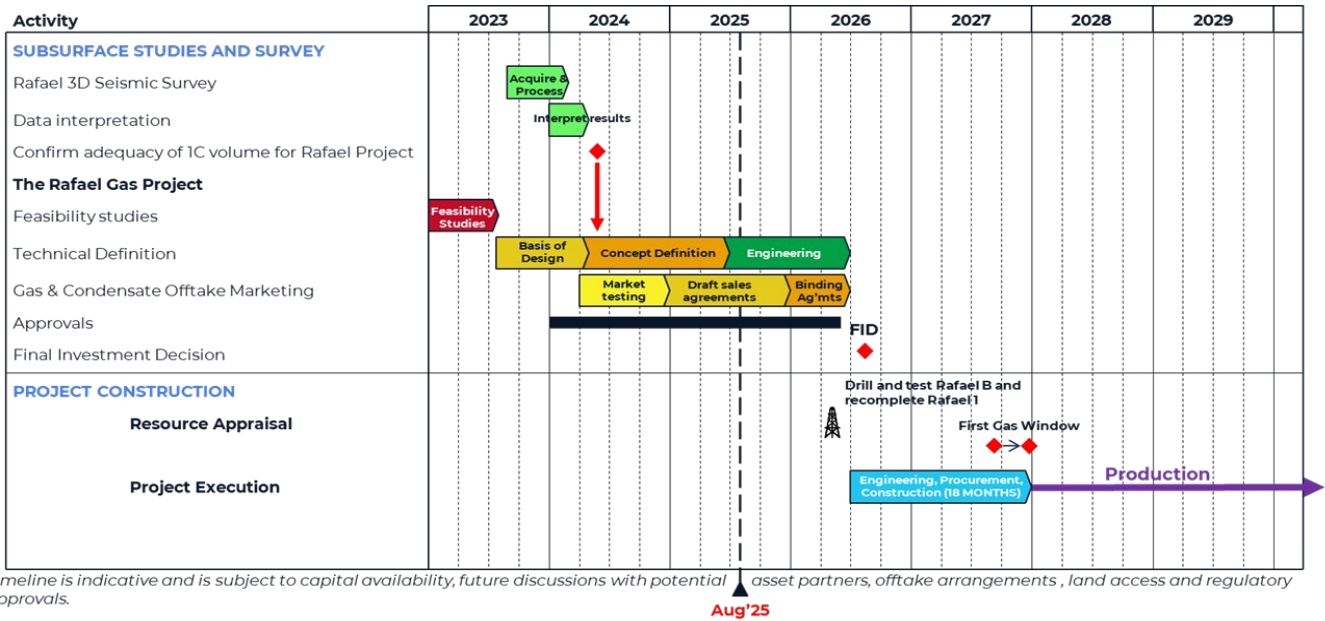 Activity 2023 2024 2025 2026 2027 2028 2029
SUBSURFACE STUDIES AND SURVEY
Rafael 3D Seismic Survey
Acquire &
Process
Data interpretation
Interpret results
Confirm adequacy of 1C volume for Rafael Project
The Rafael Gas Project
Feasibility studies
Feasibility
Studies
Technical Definition
Basis of
Design
Concept Definition
Engineering
Gas & Condensate Offtake Marketing
Market
testing
Draft sales
agreements
Binding
Ag'mts
Approvals
FID
Final Investment Decision
PROJECT CONSTRUCTION
Drill and test Rafael B and
recomplete Rafael 1
Resource Appraisal
First Gas Window
Project Execution
Engineering, Procurement,
Construction (18 MONTHS)
Production
meline is indicative and is subject to capital availability, future discussions with potential asset partners, offtake arrangements , land access and regulatory
pprovals.
Aug'25